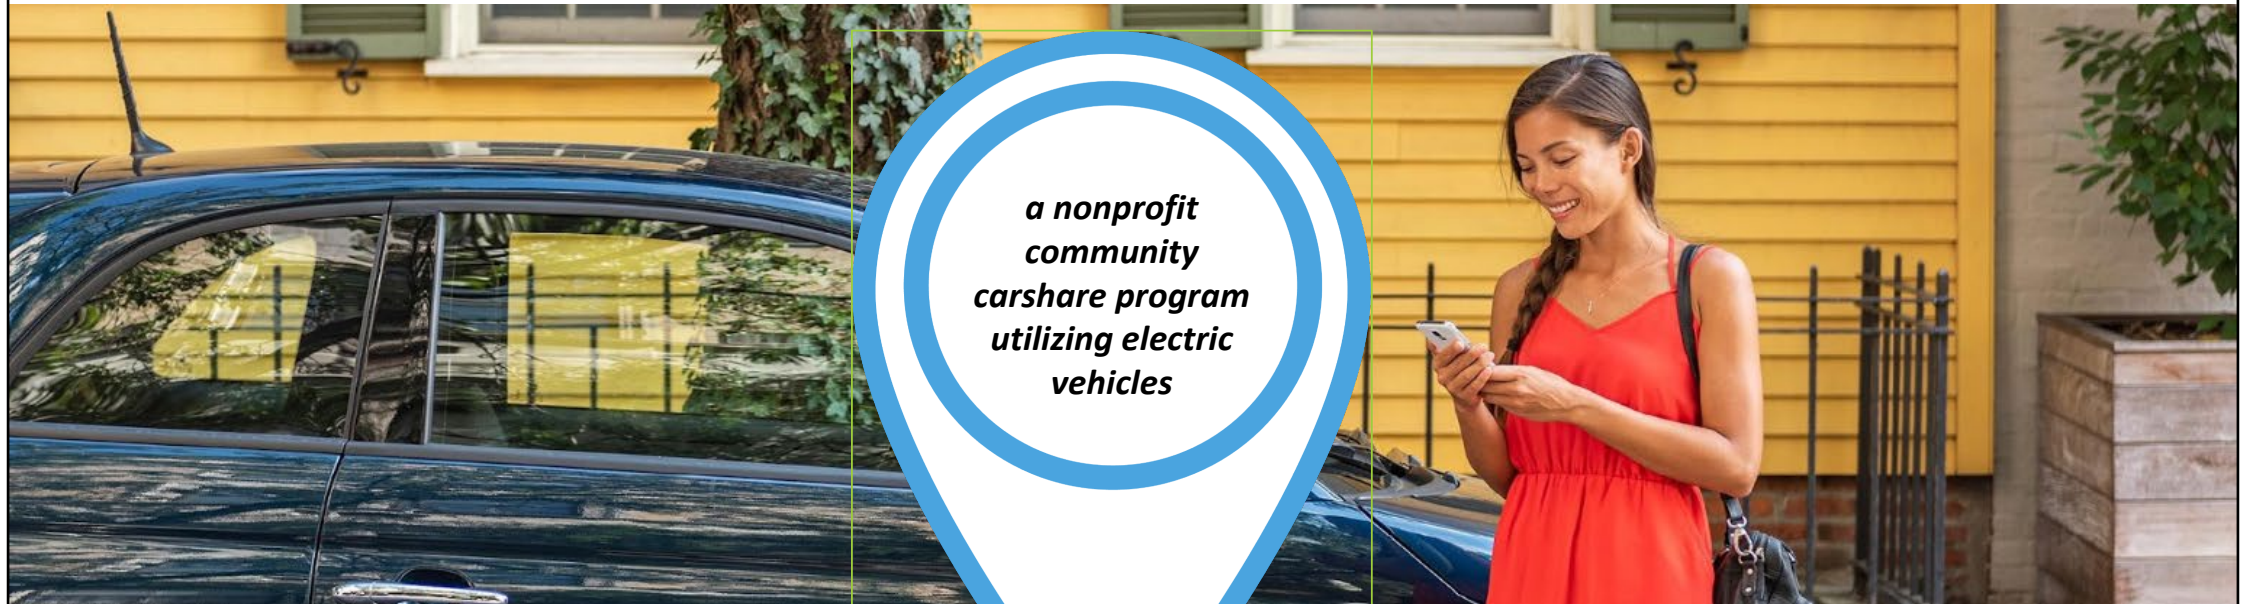 a nonprofit
community
carshare program
utilizing electric
vehicles